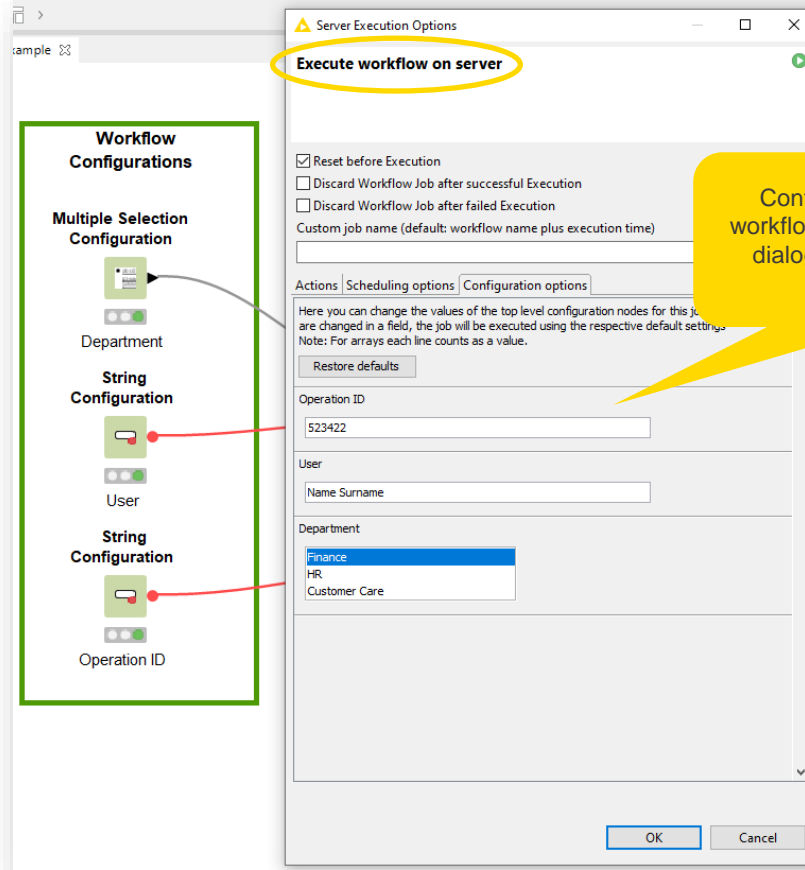 ample
Workflow
Configurations
Multiple Selection
Configuration
Department
String
Configuration
User
String
Configuration
Operation ID
Server Execution Options
Execute workflow on server
Reset before Execution
Discard Workflow Job after successful Execution
Discard Workflow Job after failed Execution
Custom job name (default: workflow name plus execution time)
Actions Scheduling options Configuration options
Here you can change the values of the top level configuration nodes for this jo
are changed in a field, the job will be executed using the respective default settings
Note: For arrays each line counts as a value.
Restore defaults
Operation ID
523422
User
Name Surname
Department
Finance
HR
Customer Care
OK Cancel
Con
workflo
dialo